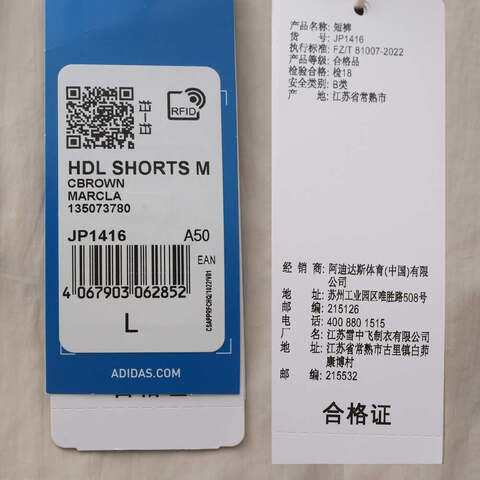 扫一扫
RFID
HDL SHORTS M
CBROWN
MARCLA
135073780
JP1416 A50
EAN
4 067903 062852
L
ADIDAS.COM
合格证
产品名称: 短裤
货 号: JP1416
执行标准: FZ/T 81007-2022
产品等级: 合格品
检验合格: 检18
安全类别: B类
产 地: 江苏省常熟市
经 销 商: 阿迪达斯体育(中国)有限
公司
地 址: 苏州工业园区唯胜路508号
邮 编: 215126
电 话: 400 880 1515
厂 名: 江苏雪中飞制衣有限公司
地 址: 江苏省常熟市古里镇白茆
康博村
邮 编: 215532
合格证